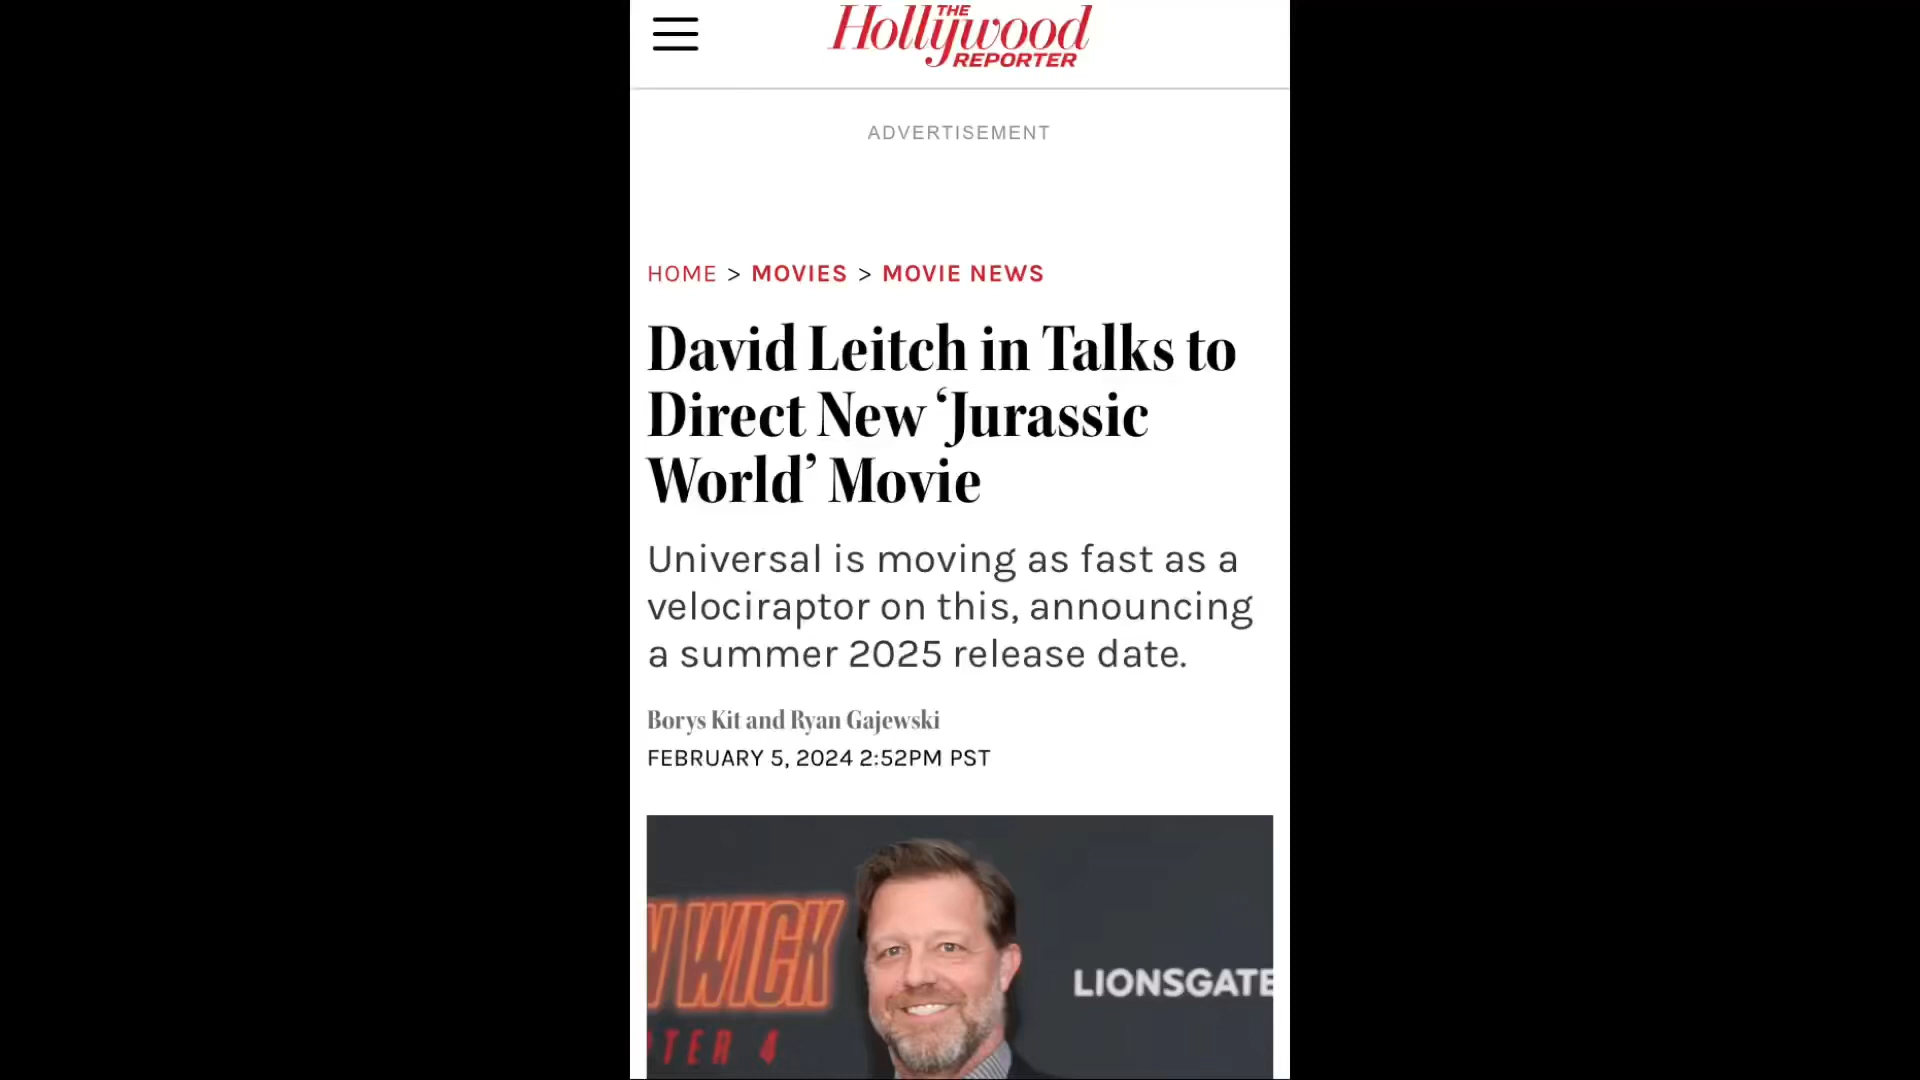 THE
Hollywood
REPORTER
ADVERTISEMENT
HOME > MOVIES > MOVIE NEWS
David Leitch in Talks to
Direct New ‘Jurassic
World’ Movie
Universal is moving as fast as a
velociraptor on this, announcing
a summer 2025 release date.
Borys Kit and Ryan Gajewski
FEBRUARY 5, 2024 2:52PM PST
N WICK
TER 4
LIONSGATE